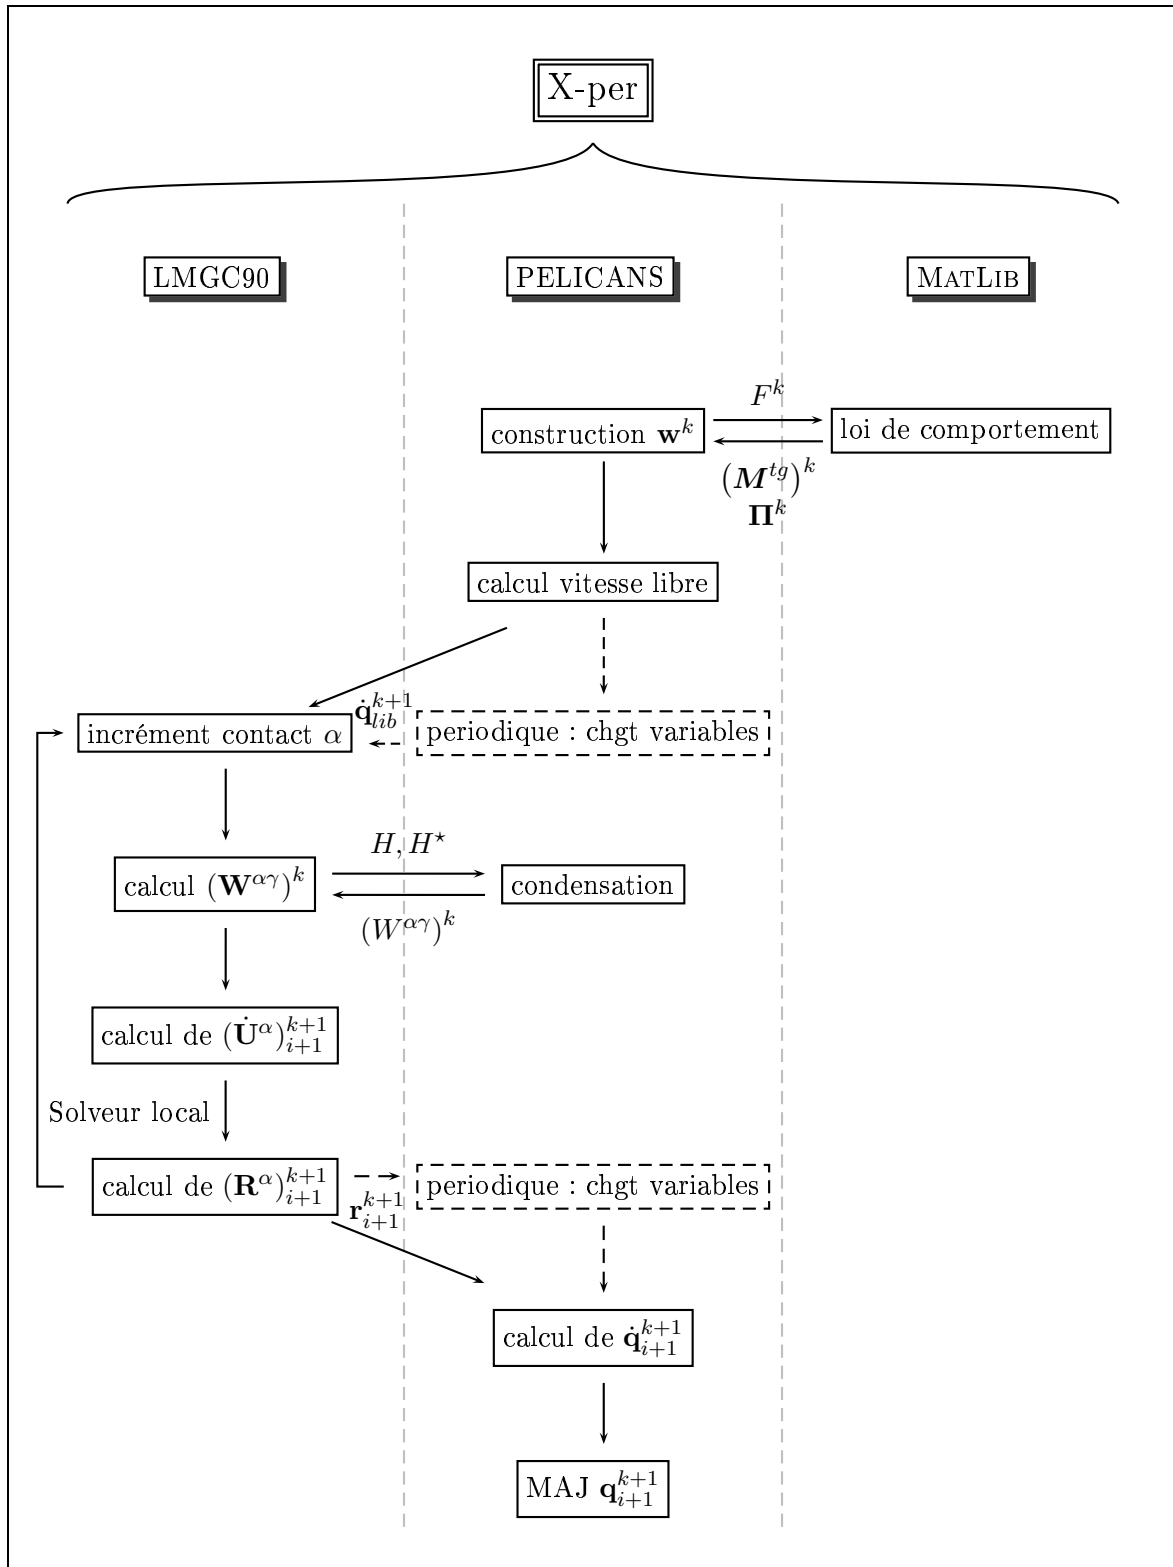 X-per
LMGC90 PELICANS MATLIB
F^k
construction w^k loi de comportement
(M^{tg})^k
Π^k
calcul vitesse libre
q̇_{lib}^{k+1}
incrément contact α periodique : chgt variables
H, H^⋆
calcul (W^{αγ})^k condensation
(W^{αγ})^k
calcul de (U̇^α)_{i+1}^{k+1}
Solveur local
calcul de (R^α)_{i+1}^{k+1} periodique : chgt variables
r_{i+1}^{k+1}
calcul de q̇_{i+1}^{k+1}
MAJ q_{i+1}^{k+1}